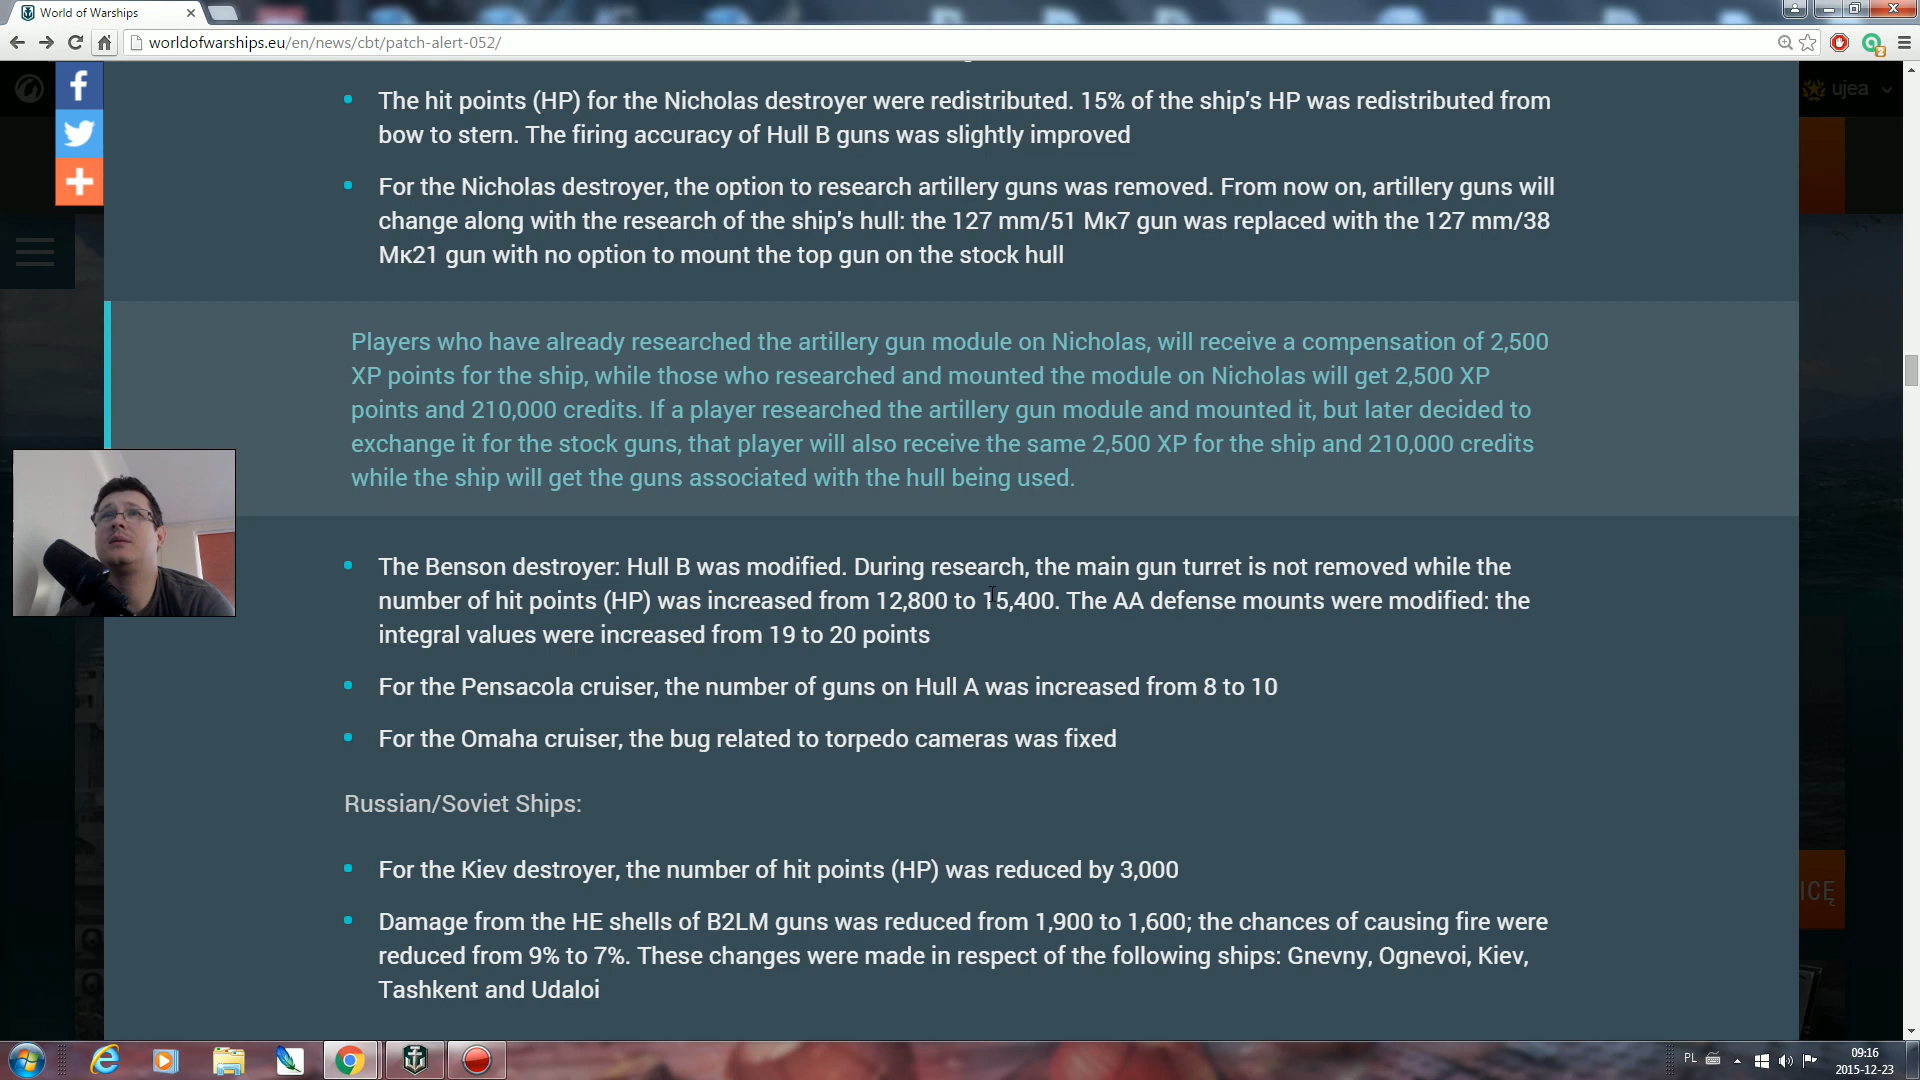 World of Warships
worldofwarships.eu/en/news/cbt/patch-alert-052/
2
ujea
The hit points (HP) for the Nicholas destroyer were redistributed. 15% of the ship's HP was redistributed from
bow to stern. The firing accuracy of Hull B guns was slightly improved
For the Nicholas destroyer, the option to research artillery guns was removed. From now on, artillery guns will
change along with the research of the ship's hull: the 127 mm/51 Мк7 gun was replaced with the 127 mm/38
Мк21 gun with no option to mount the top gun on the stock hull
Players who have already researched the artillery gun module on Nicholas, will receive a compensation of 2,500
XP points for the ship, while those who researched and mounted the module on Nicholas will get 2,500 XP
points and 210,000 credits. If a player researched the artillery gun module and mounted it, but later decided to
exchange it for the stock guns, that player will also receive the same 2,500 XP for the ship and 210,000 credits
while the ship will get the guns associated with the hull being used.
The Benson destroyer: Hull B was modified. During research, the main gun turret is not removed while the
number of hit points (HP) was increased from 12,800 to 15,400. The AA defense mounts were modified: the
integral values were increased from 19 to 20 points
For the Pensacola cruiser, the number of guns on Hull A was increased from 8 to 10
For the Omaha cruiser, the bug related to torpedo cameras was fixed
Russian/Soviet Ships:
For the Kiev destroyer, the number of hit points (HP) was reduced by 3,000
ICĘ
Damage from the HE shells of B2LM guns was reduced from 1,900 to 1,600; the chances of causing fire were
reduced from 9% to 7%. These changes were made in respect of the following ships: Gnevny, Ognevoi, Kiev,
Tashkent and Udaloi
PL
09:16
2015-12-23